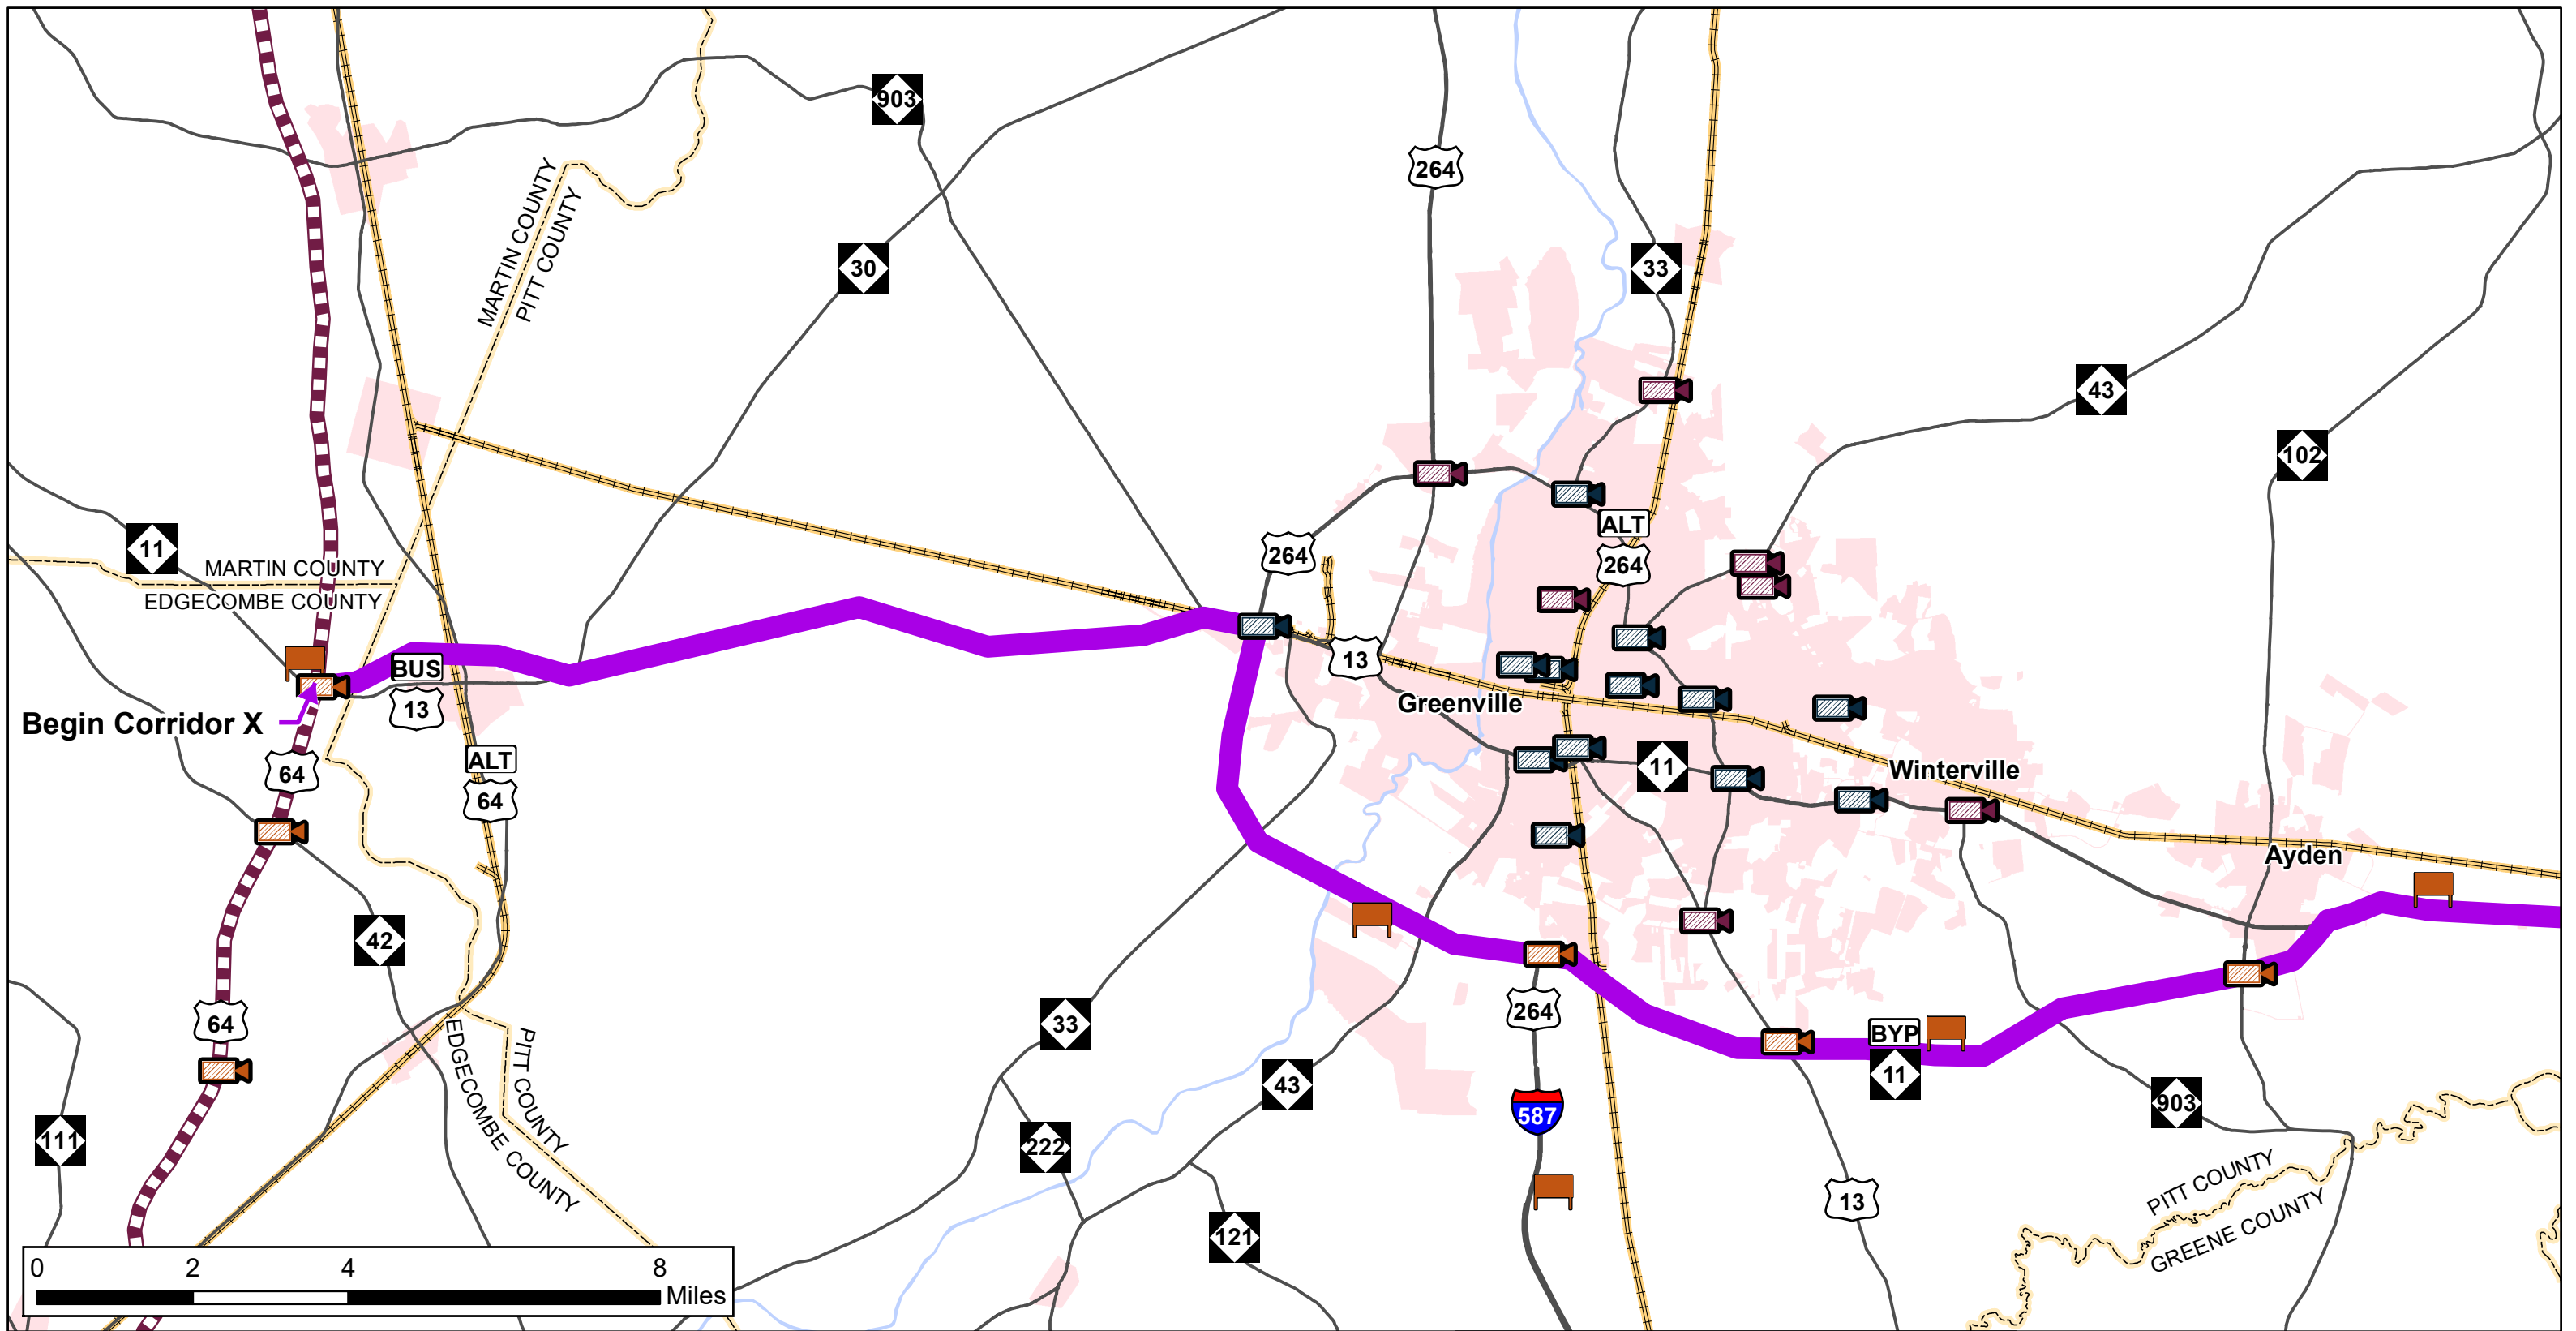 903
264
MARTIN COUNTY
PITT COUNTY
30
33
43
102
ALT
264
264
11
MARTIN COUNTY
EDGECOMBE COUNTY
13
BUS
13
Begin Corridor X
Greenville
64
ALT
64
11
Winterville
Ayden
42
64
33
264
BYP
11
43
587
903
111
222
PITT COUNTY
EDGECOMBE COUNTY
121
13
PITT COUNTY
GREENE COUNTY
0 2 4 8
Miles